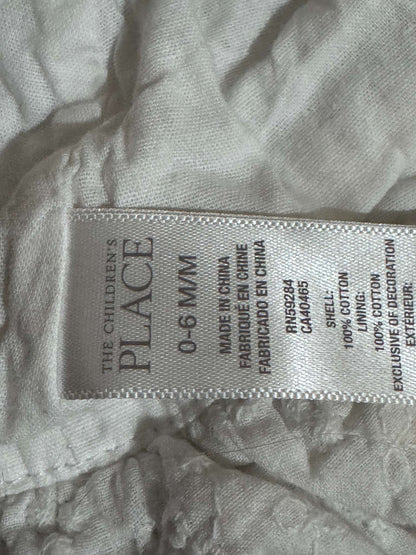 THE CHILDREN'S
PLACE
0-6 M/M
MADE IN CHINA
FABRIQUÉ EN CHINE
FABRICADO EN CHINA
RN59284
CA40465
SHELL:
100% COTTON
LINING:
100% COTTON
EXCLUSIVE OF DECORATION
EXTÉRIEUR: